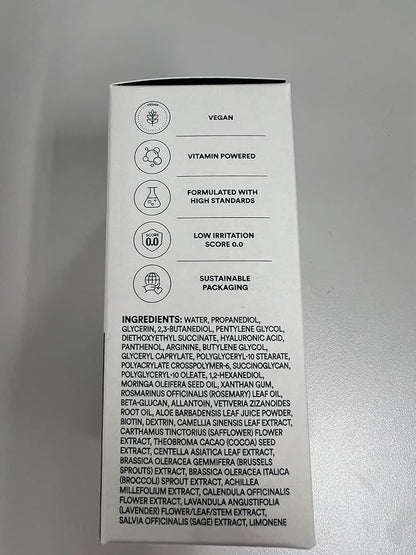 VEGAN
VEGAN
VITAMIN POWERED
FORMULATED WITH
HIGH STANDARDS
SCORE
0.0
LOW IRRITATION
SCORE 0.0
SUSTAINABLE
PACKAGING
INGREDIENTS: WATER, PROPANEDIOL,
GLYCERIN, 2,3-BUTANEDIOL, PENTYLENE GLYCOL,
DIETHOXYETHYL SUCCINATE, HYALURONIC ACID,
PANTHENOL, ARGININE, BUTYLENE GLYCOL,
GLYCERYL CAPRYLATE, POLYGLYCERYL-10 STEARATE,
POLYACRYLATE CROSSPOLYMER-6, SUCCINOGLYCAN,
POLYGLYCERYL-10 OLEATE, 1,2-HEXANEDIOL,
MORINGA OLEIFERA SEED OIL, XANTHAN GUM,
ROSMARINUS OFFICINALIS (ROSEMARY) LEAF OIL,
BETA-GLUCAN, ALLANTOIN, VETIVERIA ZIZANOIDES
ROOT OIL, ALOE BARBADENSIS LEAF JUICE POWDER,
BIOTIN, DEXTRIN, CAMELLIA SINENSIS LEAF EXTRACT,
CARTHAMUS TINCTORIUS (SAFFLOWER) FLOWER
EXTRACT, THEOBROMA CACAO (COCOA) SEED
EXTRACT, CENTELLA ASIATICA LEAF EXTRACT,
BRASSICA OLERACEA GEMMIFERA (BRUSSELS
SPROUTS) EXTRACT, BRASSICA OLERACEA ITALICA
(BROCCOLI) SPROUT EXTRACT, ACHILLEA
MILLEFOLIUM EXTRACT, CALENDULA OFFICINALIS
FLOWER EXTRACT, LAVANDULA ANGUSTIFOLIA
(LAVENDER) FLOWER/LEAF/STEM EXTRACT,
SALVIA OFFICINALIS (SAGE) EXTRACT, LIMONENE